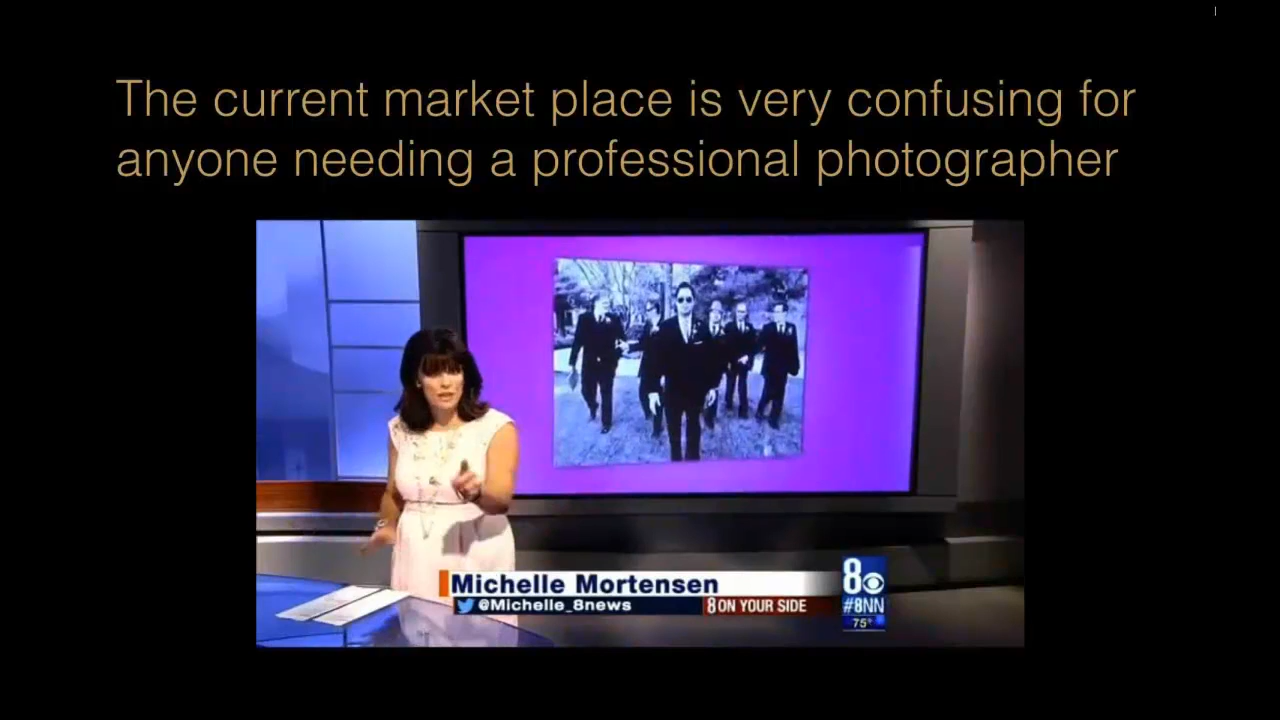 The current market place is very confusing for
anyone needing a professional photographer
Michelle Mortensen
@Michelle_8news
8 ON YOUR SIDE
8
#8NN
75°